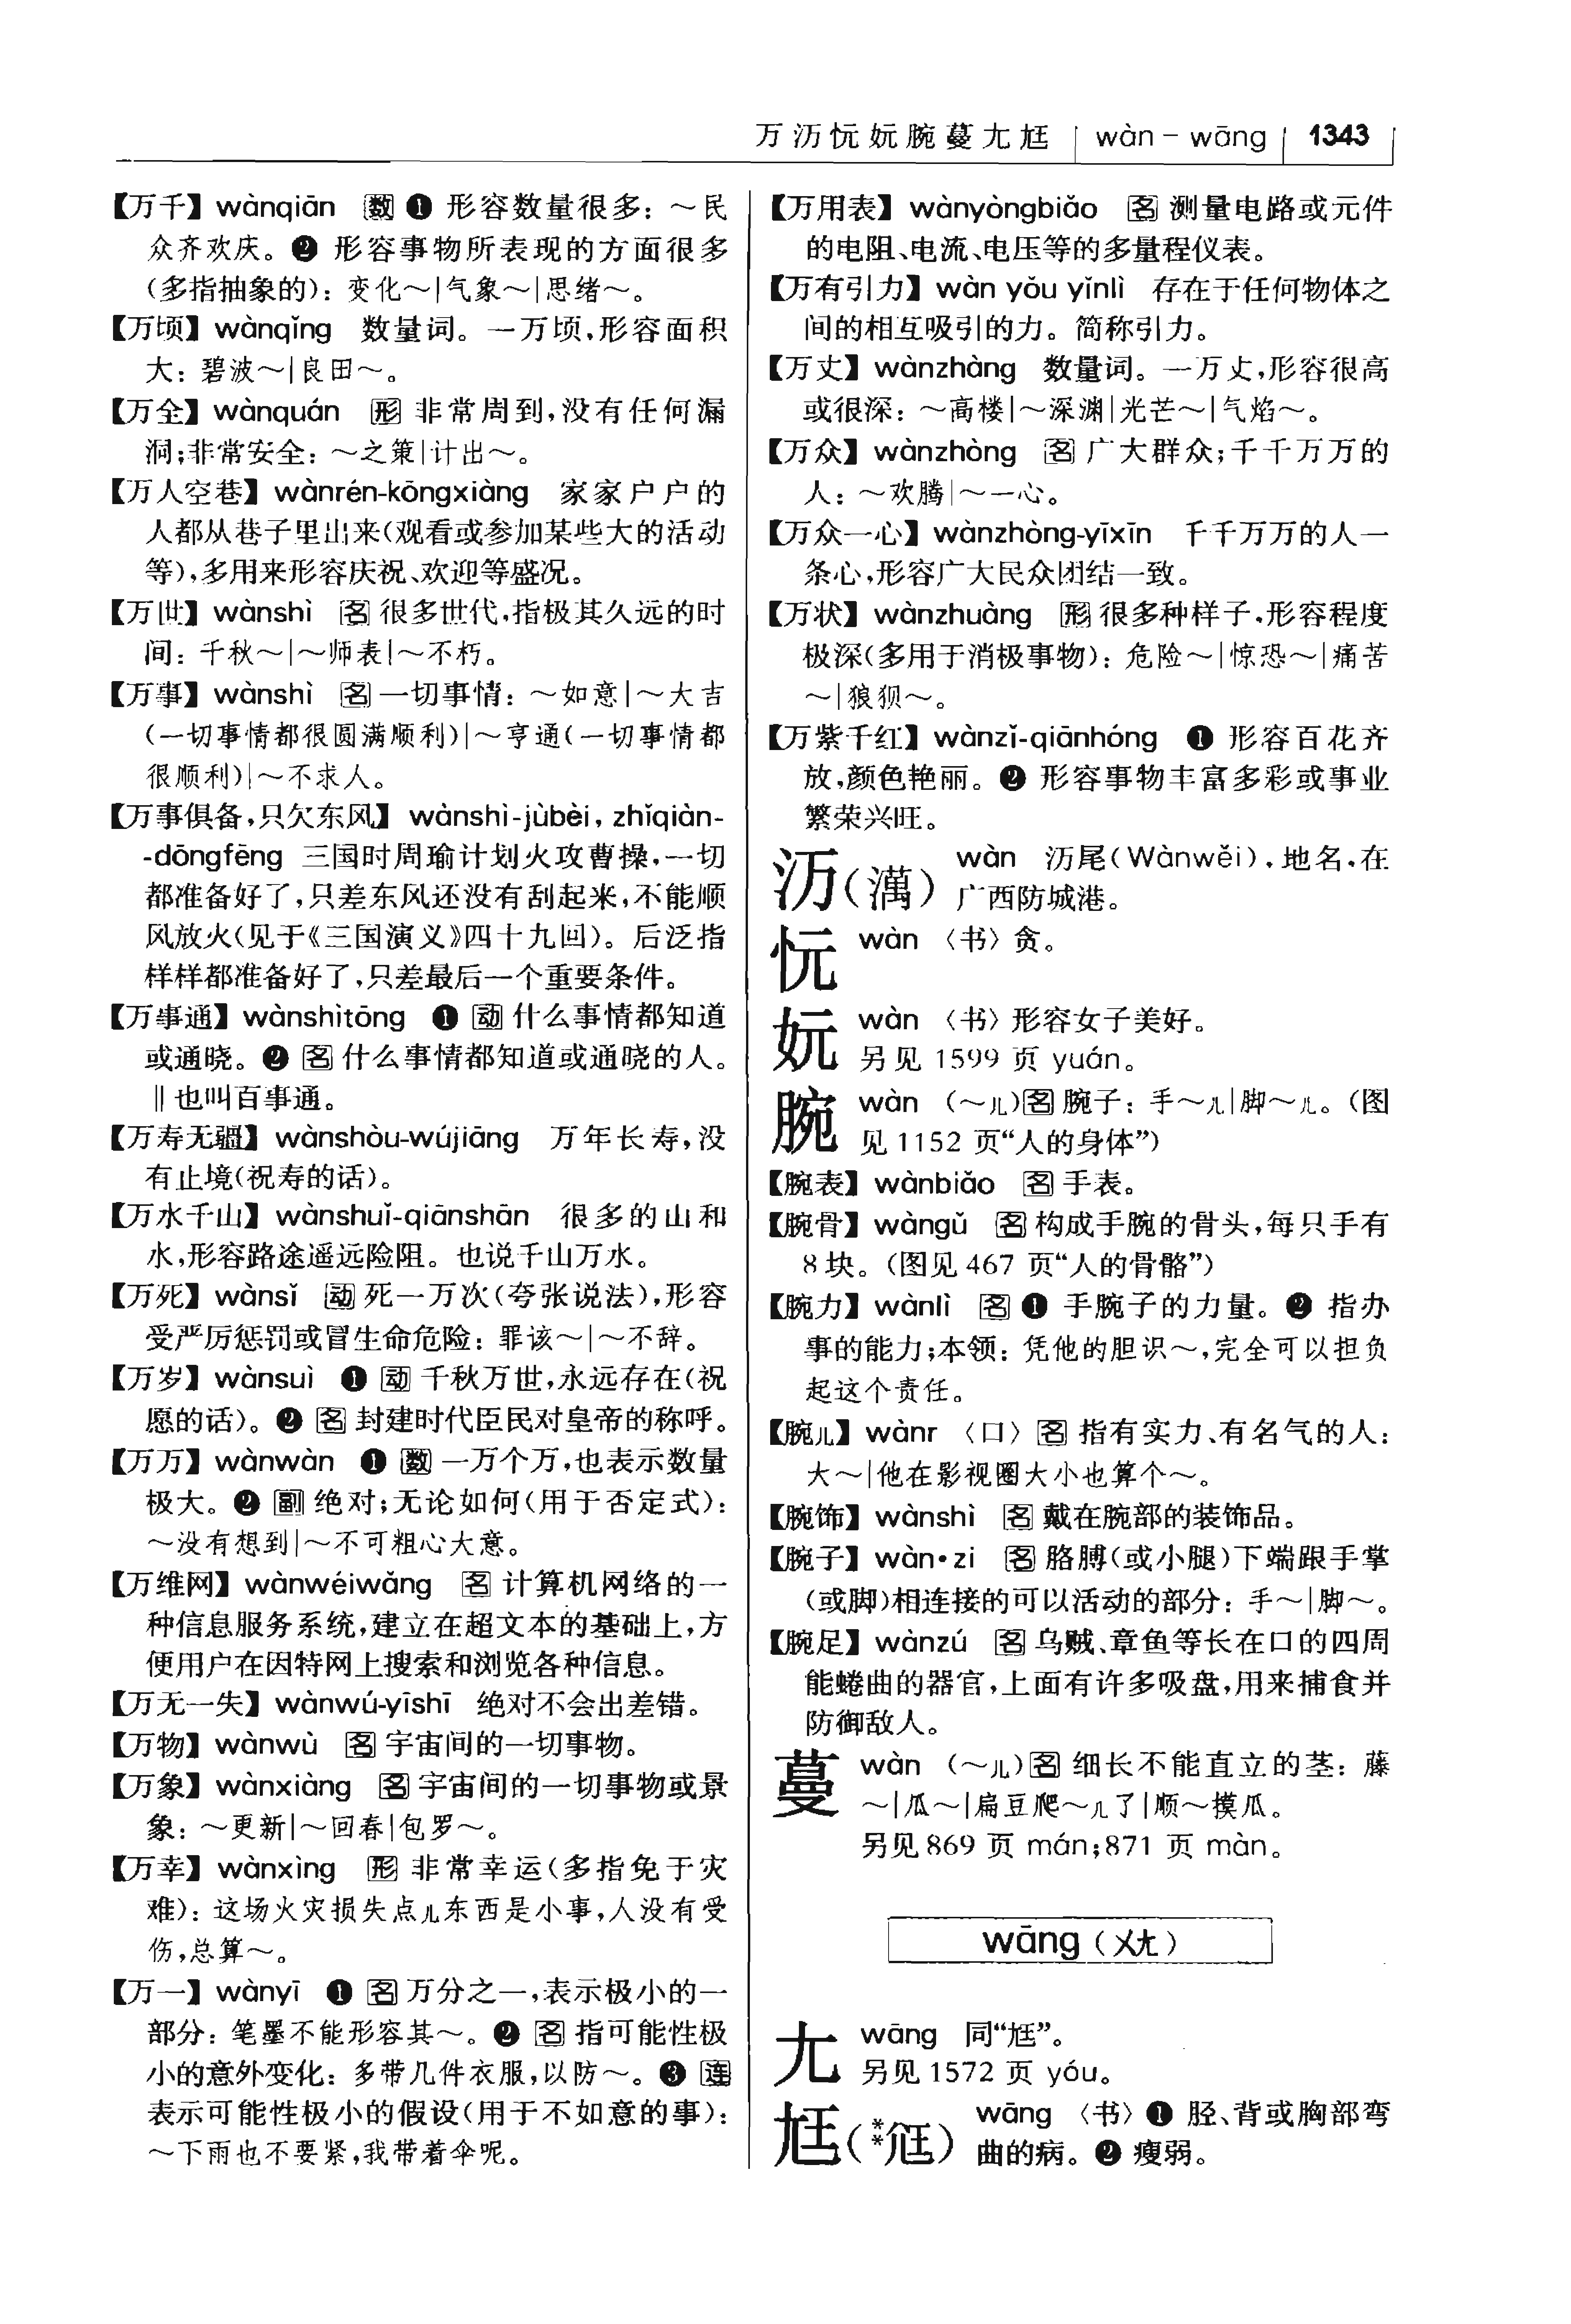 万沥忨妧腕蔓尢尪 wàn – wāng 1343
【万千】 wànqiān 数 ❶ 形容数量很多：～民
众齐欢庆。❷ 形容事物所表现的方面很多
（多指抽象的）：变化～|气象～|思绪～。
【万顷】 wànqǐng 数量词。一万顷，形容面积
大：碧波～|良田～。
【万全】 wànquán 形 非常周到，没有任何漏
洞；非常安全：～之策|计出～。
【万人空巷】 wànrén-kōngxiàng 家家户户的
人都从巷子里出来（观看或参加某些大的活动
等），多用来形容庆祝、欢迎等盛况。
【万世】 wànshì 名 很多世代，指极其久远的时
间：千秋～|～师表|～不朽。
【万事】 wànshì 名 一切事情：～如意|～大吉
（一切事情都很圆满顺利）|～亨通（一切事情都
很顺利）|～不求人。
【万事俱备，只欠东风】 wànshì-jùbèi, zhǐqiàn-
-dōngfēng 三国时周瑜计划火攻曹操，一切
都准备好了，只差东风还没有刮起来，不能顺
风放火（见于《三国演义》四十九回）。后泛指
样样都准备好了，只差最后一个重要条件。
【万事通】 wànshìtōng ❶ 动 什么事情都知道
或通晓。❷ 名 什么事情都知道或通晓的人。
‖ 也叫百事通。
【万寿无疆】 wànshòu-wújiāng 万年长寿，没
有止境（祝寿的话）。
【万水千山】 wànshuǐ-qiānshān 很多的山和
水，形容路途遥远险阻。也说千山万水。
【万死】 wànsǐ 动 死一万次（夸张说法），形容
受严厉惩罚或冒生命危险：罪该～|～不辞。
【万岁】 wànsuì ❶ 动 千秋万世，永远存在（祝
愿的话）。❷ 名 封建时代臣民对皇帝的称呼。
【万万】 wànwàn ❶ 数 一万个万，也表示数量
极大。❷ 副 绝对；无论如何（用于否定式）：
～没有想到|～不可粗心大意。
【万维网】 wànwéiwǎng 名 计算机网络的一
种信息服务系统，建立在超文本的基础上，方
便用户在因特网上搜索和浏览各种信息。
【万无一失】 wànwú-yīshī 绝对不会出差错。
【万物】 wànwù 名 宇宙间的一切事物。
【万象】 wànxiàng 名 宇宙间的一切事物或景
象：～更新|～回春|包罗～。
【万幸】 wànxìng 形 非常幸运（多指免于灾
难）：这场火灾损失点儿东西是小事，人没有受
伤，总算～。
【万一】 wànyī ❶ 名 万分之一，表示极小的一
部分：笔墨不能形容其～。❷ 名 指可能性极
小的意外变化：多带几件衣服，以防～。❸ 连
表示可能性极小的假设（用于不如意的事）：
～下雨也不要紧，我带着伞呢。
【万用表】 wànyòngbiǎo 名 测量电路或元件
的电阻、电流、电压等的多量程仪表。
【万有引力】 wàn yǒu yǐnlì 存在于任何物体之
间的相互吸引的力。简称引力。
【万丈】 wànzhàng 数量词。一万丈，形容很高
或很深：～高楼|～深渊|光芒～|气焰～。
【万众】 wànzhòng 名 广大群众；千千万万的
人：～欢腾|～一心。
【万众一心】 wànzhòng-yīxīn 千千万万的人一
条心，形容广大民众团结一致。
【万状】 wànzhuàng 形 很多种样子，形容程度
极深（多用于消极事物）：危险～|惊恐～|痛苦
～|狼狈～。
【万紫千红】 wànzǐ-qiānhóng ❶ 形容百花齐
放，颜色艳丽。❷ 形容事物丰富多彩或事业
繁荣兴旺。
沥（澫） wàn 沥尾（Wànwěi），地名，在
广西防城港。
忨 wàn 〈书〉贪。
妧 wàn 〈书〉形容女子美好。
另见 1599 页 yuán。
腕 wàn （～儿）名 腕子：手～儿|脚～儿。（图
见 1152 页“人的身体”）
【腕表】 wànbiǎo 名 手表。
【腕骨】 wàngǔ 名 构成手腕的骨头，每只手有
8 块。（图见 467 页“人的骨骼”）
【腕力】 wànlì 名 ❶ 手腕子的力量。❷ 指办
事的能力；本领：凭他的胆识～，完全可以担负
起这个责任。
【腕儿】 wànr 〈口〉名 指有实力、有名气的人：
大～|他在影视圈大小也算个～。
【腕饰】 wànshì 名 戴在腕部的装饰品。
【腕子】 wàn•zi 名 胳膊（或小腿）下端跟手掌
（或脚）相连接的可以活动的部分：手～|脚～。
【腕足】 wànzú 名 乌贼、章鱼等长在口的四周
能蜷曲的器官，上面有许多吸盘，用来捕食并
防御敌人。
蔓 wàn （～儿）名 细长不能直立的茎：藤
～|瓜～|扁豆爬～儿了|顺～摸瓜。
另见 869 页 mán；871 页 màn。
wāng（ㄨㄤ）
尢 wāng 同“尪”。
另见 1572 页 yóu。
尪（**尫） wāng 〈书〉❶ 胫、背或胸部弯
曲的病。❷ 瘦弱。